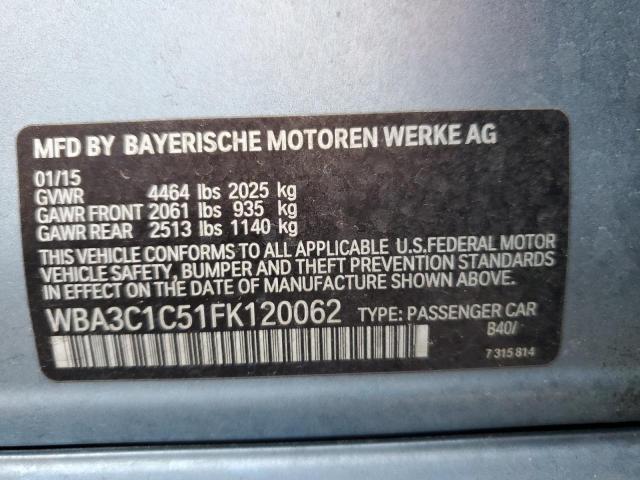 MFD BY BAYERISCHE MOTOREN WERKE AG
01/15
GVWR 4464 lbs 2025 kg
GAWR FRONT 2061 lbs 935 kg
GAWR REAR 2513 lbs 1140 kg
THIS VEHICLE CONFORMS TO ALL APPLICABLE U.S.FEDERAL MOTOR
VEHICLE SAFETY, BUMPER AND THEFT PREVENTION STANDARDS
IN EFFECT ON THE DATE OF MANUFACTURE SHOWN ABOVE.
WBA3C1C51FK120062 TYPE: PASSENGER CAR
B40/
7 315 814